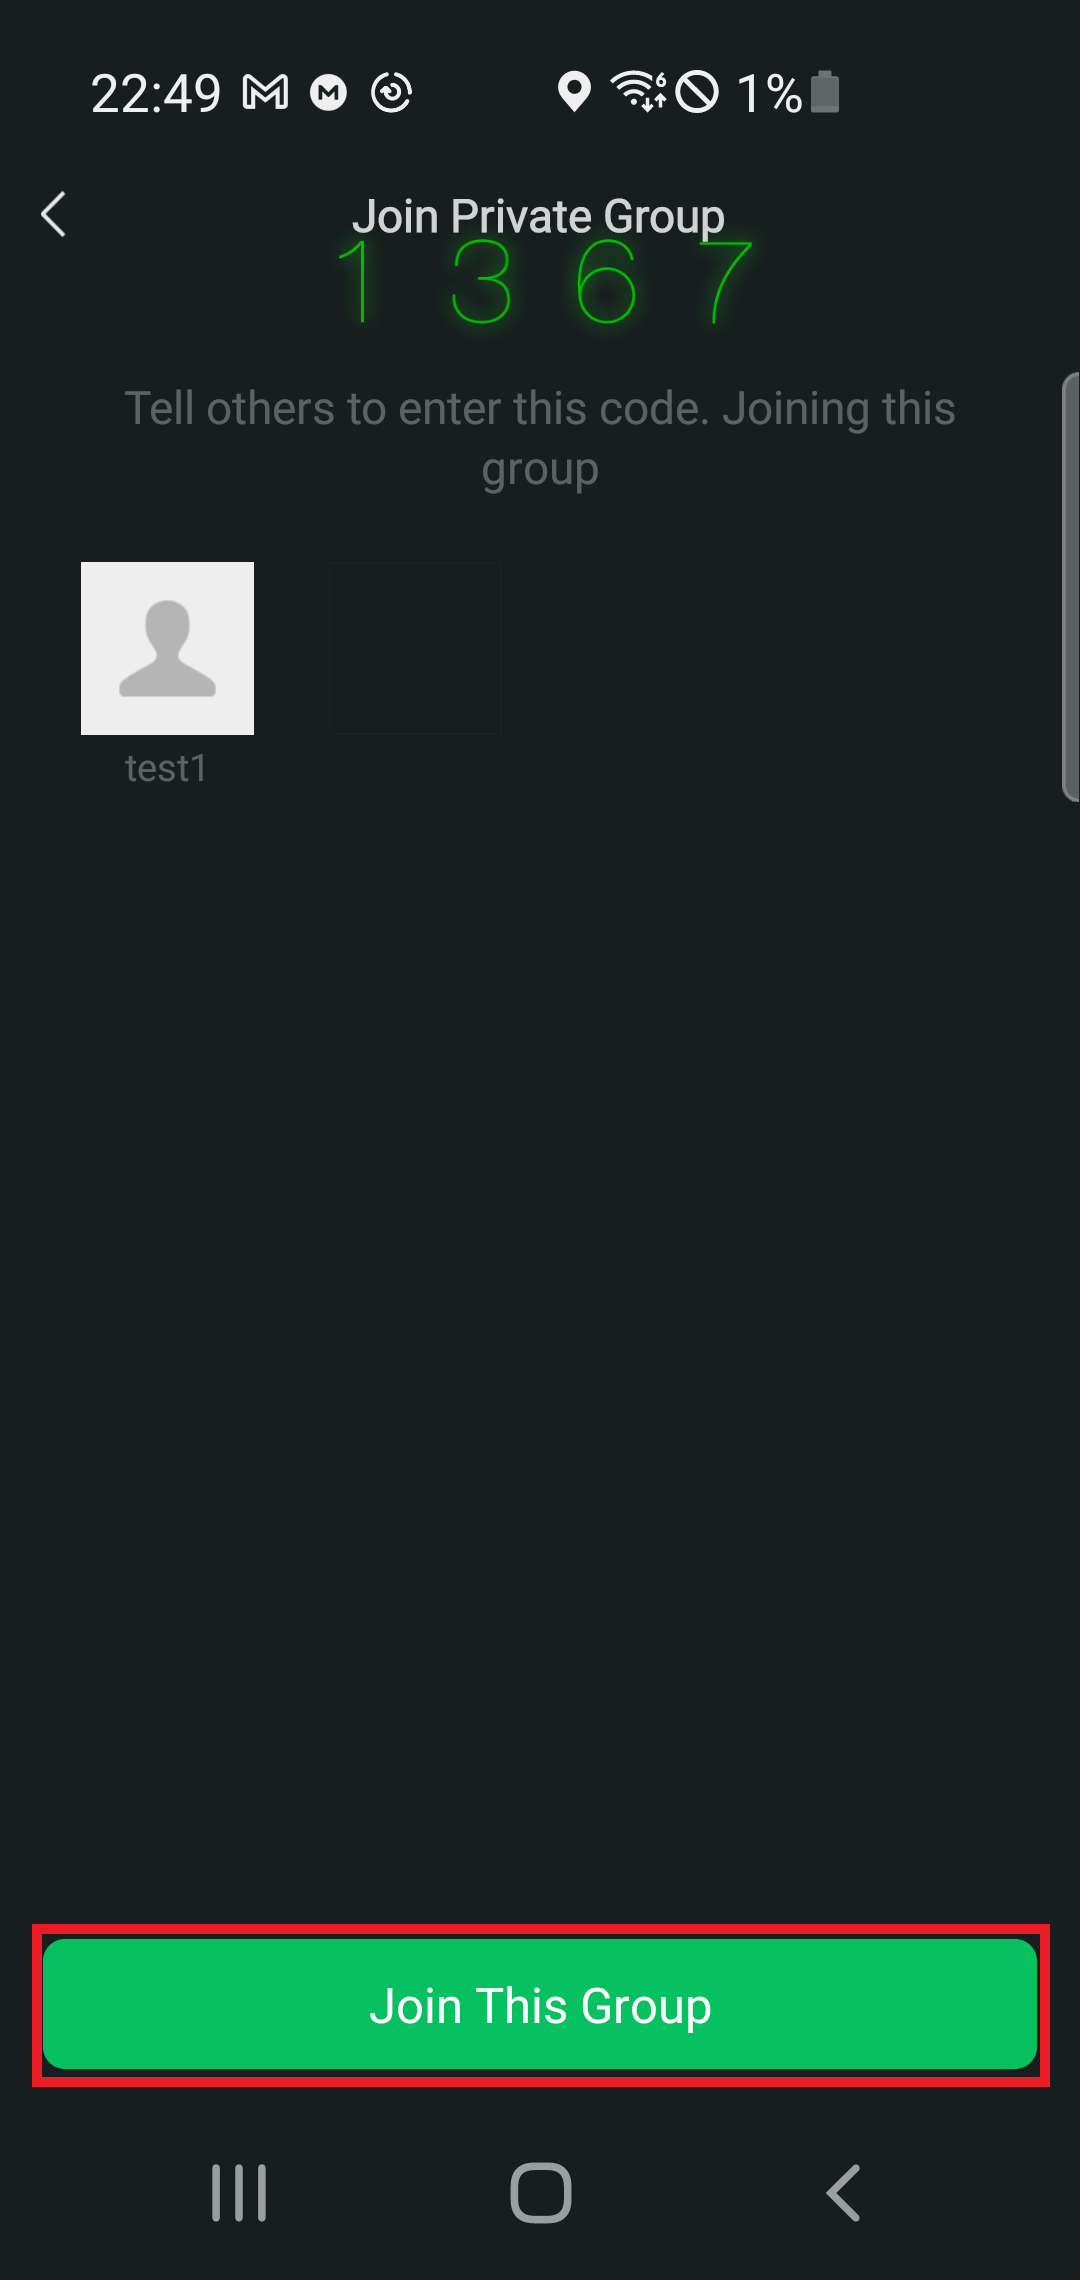 22:49 1%
Join Private Group
1 3 6 7
Tell others to enter this code. Joining this
group
test1
Join This Group